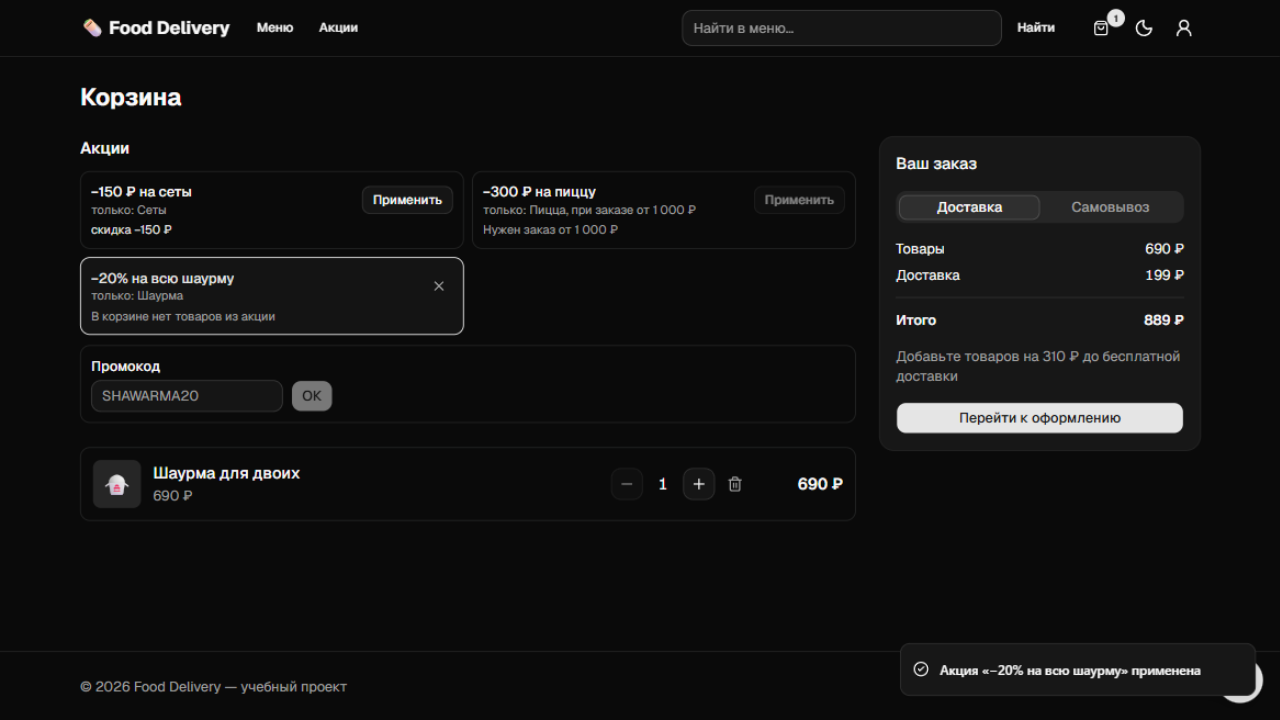 Food Delivery
Меню
Акции
Найти в меню...
Найти
1
Корзина
Акции
−150 ₽ на сеты
только: Сеты
скидка −150 ₽
Применить
−300 ₽ на пиццу
только: Пицца, при заказе от 1 000 ₽
Нужен заказ от 1 000 ₽
Применить
−20% на всю шаурму
только: Шаурма
В корзине нет товаров из акции
Промокод
SHAWARMA20
ОК
Шаурма для двоих
690 ₽
1
690 ₽
Ваш заказ
Доставка
Самовывоз
Товары 690 ₽
Доставка 199 ₽
Итого 889 ₽
Добавьте товаров на 310 ₽ до бесплатной
доставки
Перейти к оформлению
© 2026 Food Delivery — учебный проект
Акция «−20% на всю шаурму» применена